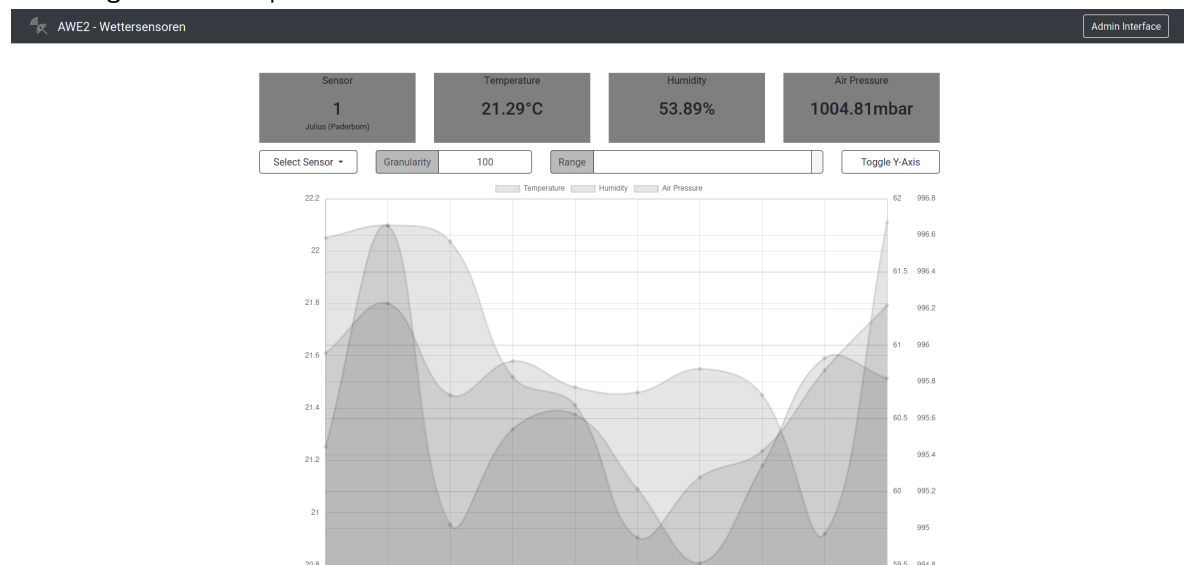 AWE2 - Wettersensoren
Admin Interface
Sensor
1
Julius (Paderborn)
Temperature
21.29°C
Humidity
53.89%
Air Pressure
1004.81mbar
Select Sensor
Granularity 100
Range
Toggle Y-Axis
Temperature Humidity Air Pressure
22.2
22
21.8
21.6
21.4
21.2
21
20.8
62
61.5
61
60.5
60
59.5
996.8
996.6
996.4
996.2
996
995.8
995.6
995.4
995.2
995
994.8